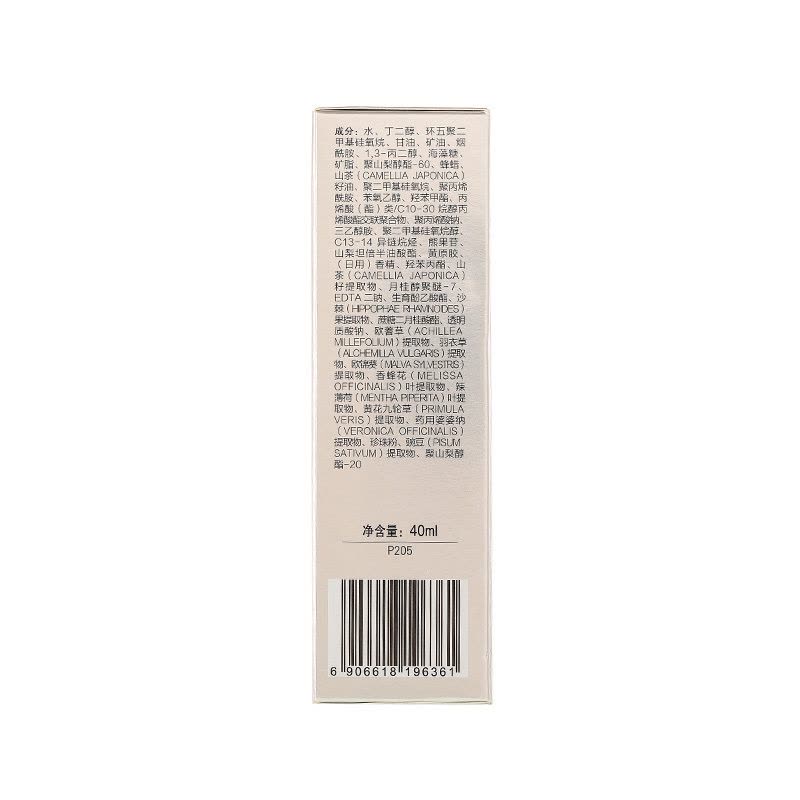 成分：水、丁二醇、环五聚二
甲基硅氧烷、甘油、矿油、烟
酰胺、1,3-丙二醇、海藻糖、
矿脂、聚山梨醇酯-60、蜂蜡、
山茶（CAMELLIA JAPONICA）
籽油、聚二甲基硅氧烷、聚丙烯
酰胺、苯氧乙醇、羟苯甲酯、丙
烯酸（酯）类/C10-30 烷醇丙
烯酸酯交联聚合物、聚丙烯酸钠、
三乙醇胺、聚二甲基硅氧烷醇、
C13-14 异链烷烃、熊果苷、
山梨坦倍半油酸酯、黄原胶、
（日用）香精、羟苯丙酯、山
茶（CAMELLIA JAPONICA）
籽提取物、月桂醇聚醚-7、
EDTA 二钠、生育酚乙酸酯、沙
棘（HIPPOPHAE RHAMNOIDES）
果提取物、蔗糖二月桂酸酯、透明
质酸钠、欧蓍草（ACHILLEA
MILLEFOLIUM）提取物、羽衣草
（ALCHEMILLA VULGARIS）提取
物、欧锦葵（MALVA SYLVESTRIS）
提取物、香蜂花（MELISSA
OFFICINALIS）叶提取物、辣
薄荷（MENTHA PIPERITA）叶提
取物、黄花九轮草（PRIMULA
VERIS）提取物、药用婆婆纳
（VERONICA OFFICINALIS）
提取物、珍珠粉、豌豆（PISUM
SATIVUM）提取物、聚山梨醇
酯-20
净含量：40ml
P205
6 906618 196361